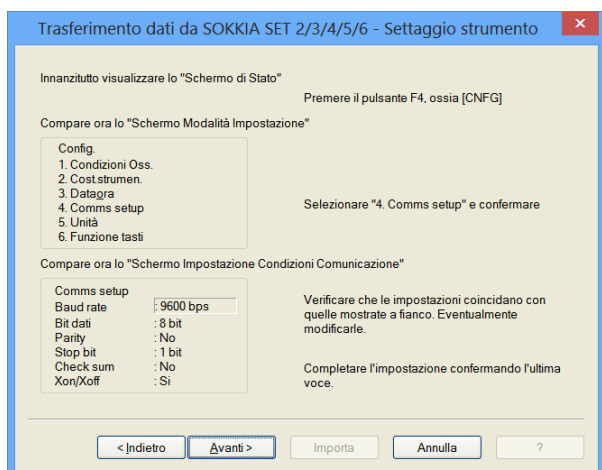 Trasferimento dati da SOKKIA SET 2/3/4/5/6 - Settaggio strumento
Innanzitutto visualizzare lo "Schermo di Stato"
Premere il pulsante F4, ossia [CNFG]
Compare ora lo "Schermo Modalità Impostazione"
Config.
1. Condizioni Oss.
2. Cost.strumen.
3. Dataora
4. Comms setup
5. Unità
6. Funzione tasti
Selezionare "4. Comms setup" e confermare
Compare ora lo "Schermo Impostazione Condizioni Comunicazione"
Comms setup
Baud rate : 9600 bps
Bit dati : 8 bit
Parity : No
Stop bit : 1 bit
Check sum : No
Xon/Xoff : Si
Verificare che le impostazioni coincidano con
quelle mostrate a fianco. Eventualmente
modificarle.
Completare l'impostazione confermando l'ultima
voce.
< Indietro
Avanti >
Importa
Annulla
?